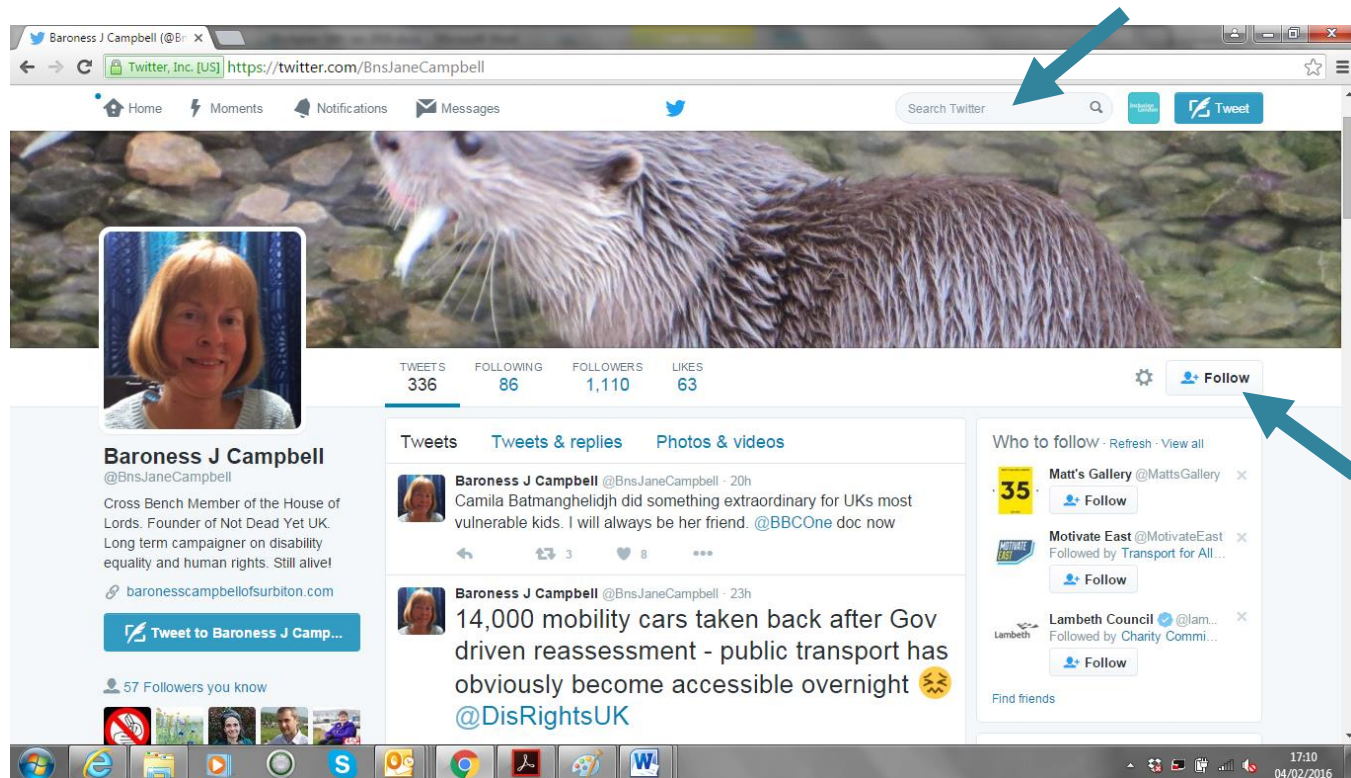 Baroness J Campbell (@Br
Twitter, Inc. [US] https://twitter.com/BnsJaneCampbell
Home Moments Notifications Messages Search Twitter Tweet
TWEETS FOLLOWING FOLLOWERS LIKES
336 86 1,110 63
Follow
Baroness J Campbell
@BnsJaneCampbell
Cross Bench Member of the House of
Lords. Founder of Not Dead Yet UK.
Long term campaigner on disability
equality and human rights. Still alive!
baronesscampbellofsurbiton.com
Tweet to Baroness J Camp...
57 Followers you know
Tweets Tweets & replies Photos & videos
Baroness J Campbell @BnsJaneCampbell · 20h
Camila Batmanghelidjh did something extraordinary for UKs most
vulnerable kids. I will always be her friend. @BBCOne doc now
3 8
Baroness J Campbell @BnsJaneCampbell · 23h
14,000 mobility cars taken back after Gov
driven reassessment - public transport has
obviously become accessible overnight
@DisRightsUK
Who to follow · Refresh · View all
35
Matt's Gallery @MattsGallery
Follow
MOTIVATE EAST
Motivate East @MotivateEast
Followed by Transport for All...
Follow
Lambeth
Lambeth Council @lam...
Followed by Charity Commi...
Follow
Find friends
17:10
04/02/2016